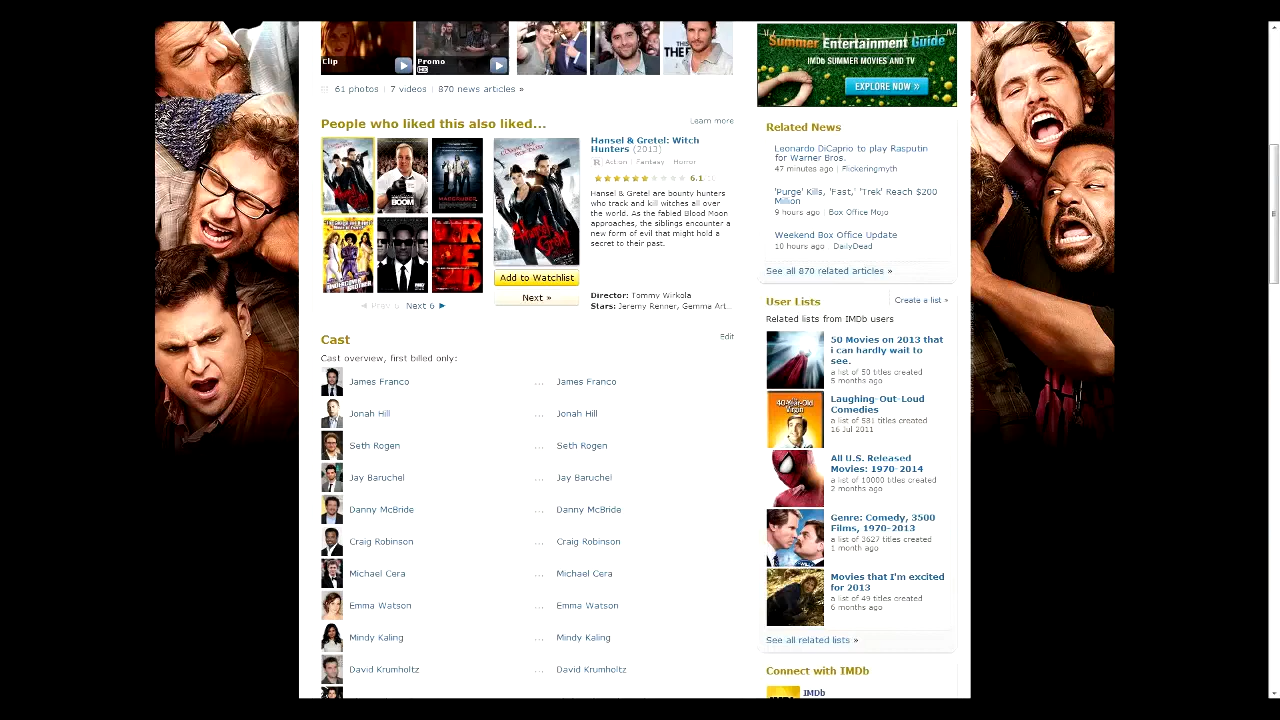 Clip
Promo
HD
THIS
THE F
61 photos | 7 videos | 870 news articles »
People who liked this also liked...
Learn more
BOOM
Hansel & Gretel: Witch
Hunters (2013)
R | Action | Fantasy | Horror
6.1/10
Hansel & Gretel are bounty hunters
who track and kill witches all over
the world. As the fabled Blood Moon
approaches, the siblings encounter a
new form of evil that might hold a
secret to their past.
◄ Prev 6 Next 6 ►
Add to Watchlist
Next »
Director: Tommy Wirkola
Stars: Jeremy Renner, Gemma Art...
Cast
Edit
Cast overview, first billed only:
James Franco ... James Franco
Jonah Hill ... Jonah Hill
Seth Rogen ... Seth Rogen
Jay Baruchel ... Jay Baruchel
Danny McBride ... Danny McBride
Craig Robinson ... Craig Robinson
Michael Cera ... Michael Cera
Emma Watson ... Emma Watson
Mindy Kaling ... Mindy Kaling
David Krumholtz ... David Krumholtz
Summer Entertainment Guide
IMDb SUMMER MOVIES AND TV
EXPLORE NOW »
Related News
Leonardo DiCaprio to play Rasputin
for Warner Bros.
47 minutes ago | Flickeringmyth
'Purge' Kills, 'Fast,' 'Trek' Reach $200
Million
9 hours ago | Box Office Mojo
Weekend Box Office Update
10 hours ago | DailyDead
See all 870 related articles »
User Lists
Create a list »
Related lists from IMDb users
50 Movies on 2013 that
i can hardly wait to
see.
a list of 50 titles created
5 months ago
Laughing-Out-Loud
Comedies
a list of 581 titles created
16 Jul 2011
All U.S. Released
Movies: 1970-2014
a list of 10000 titles created
2 months ago
Genre: Comedy, 3500
Films, 1970-2013
a list of 3627 titles created
1 month ago
Movies that I'm excited
for 2013
a list of 49 titles created
6 months ago
See all related lists »
Connect with IMDb
IMDb